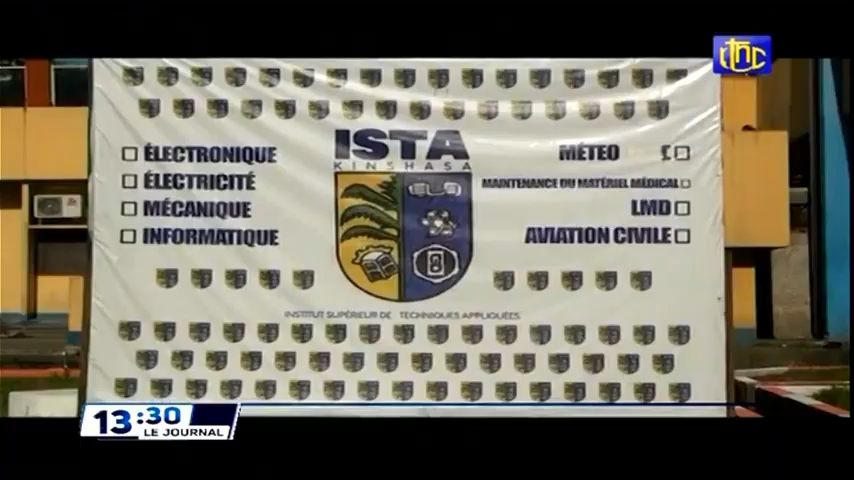 rtnc
ISTA
KINSHASA
ÉLECTRONIQUE
ÉLECTRICITÉ
MÉCANIQUE
INFORMATIQUE
MÉTEO
MAINTENANCE DU MATÉRIEL MÉDICAL
LMD
AVIATION CIVILE
INSTITUT SUPÉRIEUR DE TECHNIQUES APPLIQUÉES
13:30
LE JOURNAL